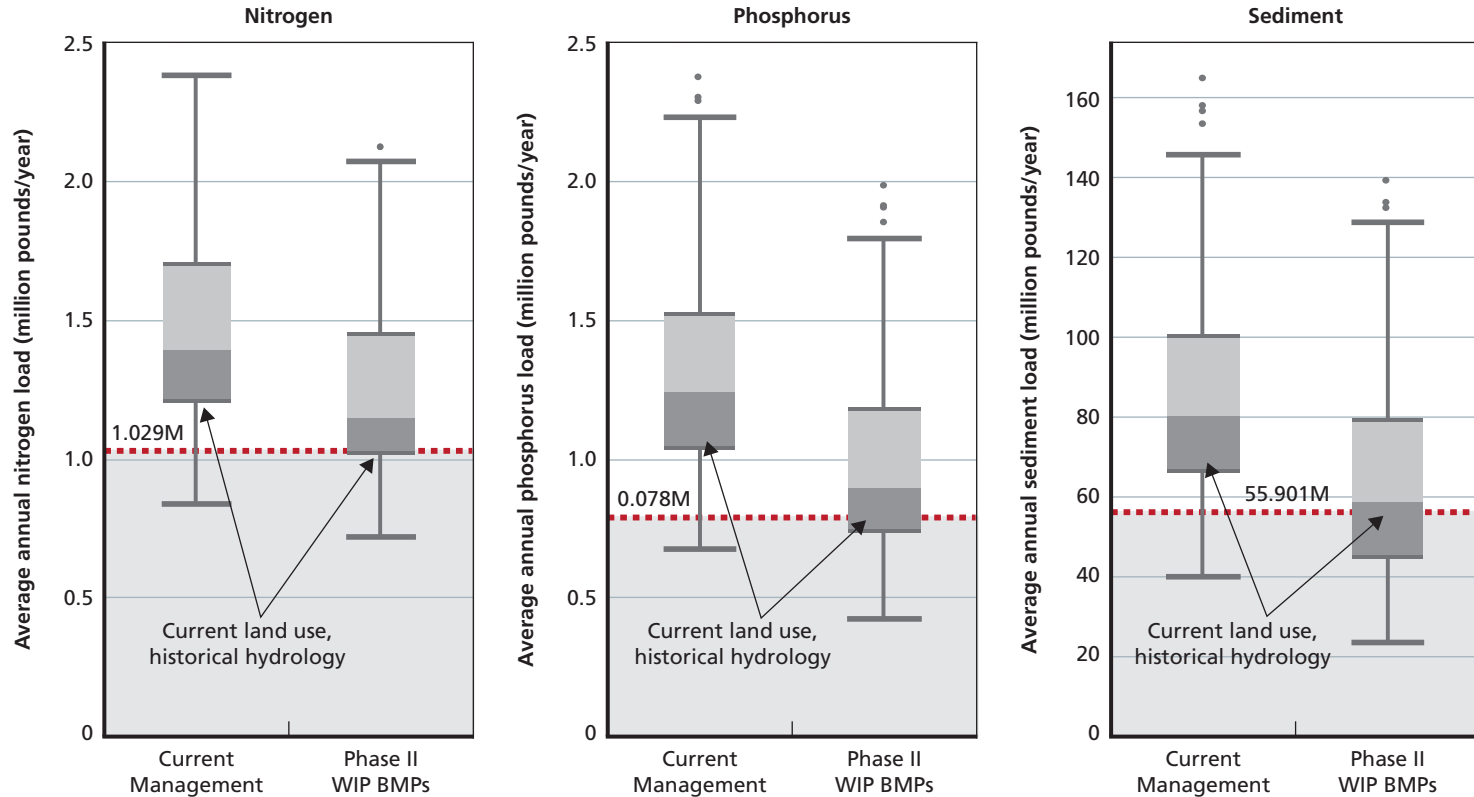 Nitrogen
Average annual nitrogen load (million pounds/year)
2.5
2.0
1.5
1.0
0.5
0
1.029M
Current land use,
historical hydrology
Current
Management
Phase II
WIP BMPs
Phosphorus
Average annual phosphorus load (million pounds/year)
2.5
2.0
1.5
1.0
0.5
0
0.078M
Current land use,
historical hydrology
Current
Management
Phase II
WIP BMPs
Sediment
Average annual sediment load (million pounds/year)
160
140
120
100
80
60
40
20
0
55.901M
Current land use,
historical hydrology
Current
Management
Phase II
WIP BMPs